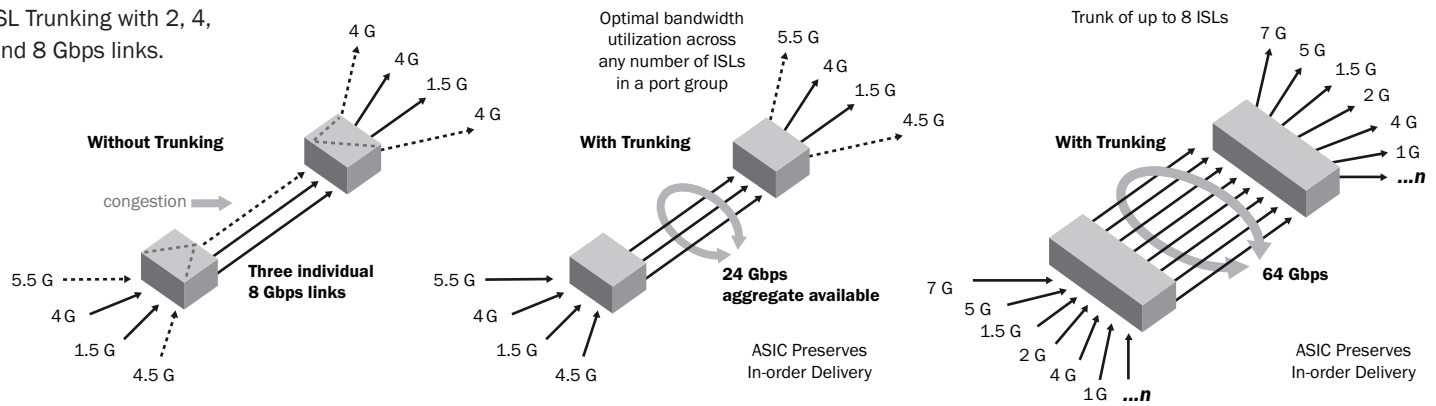 SL Trunking with 2, 4,
nd 8 Gbps links.
4 G
4 G
1.5 G
4 G
Without Trunking
congestion
5.5 G
4 G
1.5 G
4.5 G
Three individual
8 Gbps links
Optimal bandwidth
utilization across
any number of ISLs
in a port group
5.5 G
4 G
1.5 G
4.5 G
With Trunking
5.5 G
4 G
1.5 G
4.5 G
24 Gbps
aggregate available
ASIC Preserves
In-order Delivery
Trunk of up to 8 ISLs
7 G
5 G
1.5 G
2 G
4 G
1 G
...n
With Trunking
7 G
5 G
1.5 G
2 G
4 G
1 G
...n
64 Gbps
ASIC Preserves
In-order Delivery